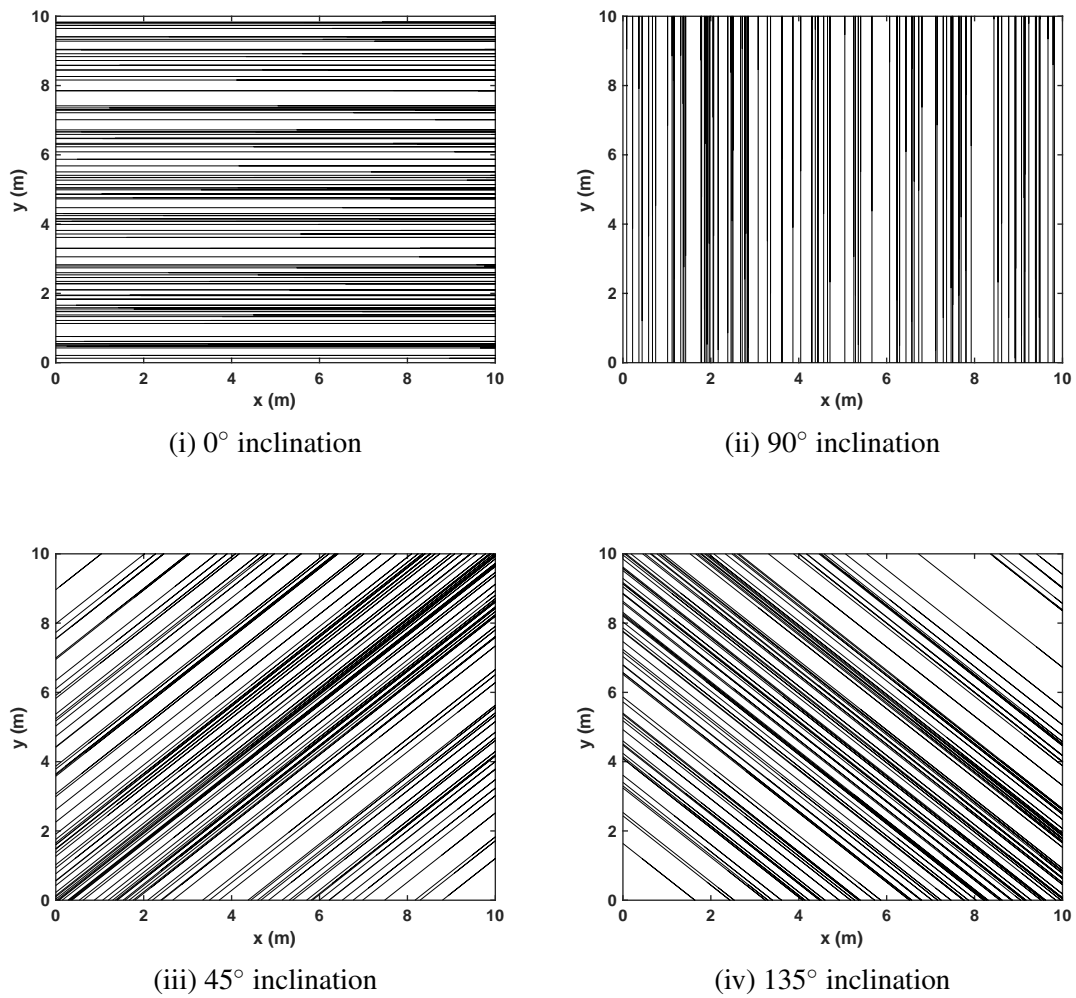 10
8
6
4
2
0
y (m)
0 2 4 6 8 10
x (m)
(i) 0° inclination
10
8
6
4
2
0
y (m)
0 2 4 6 8 10
x (m)
(ii) 90° inclination
10
8
6
4
2
0
y (m)
0 2 4 6 8 10
x (m)
(iii) 45° inclination
10
8
6
4
2
0
y (m)
0 2 4 6 8 10
x (m)
(iv) 135° inclination